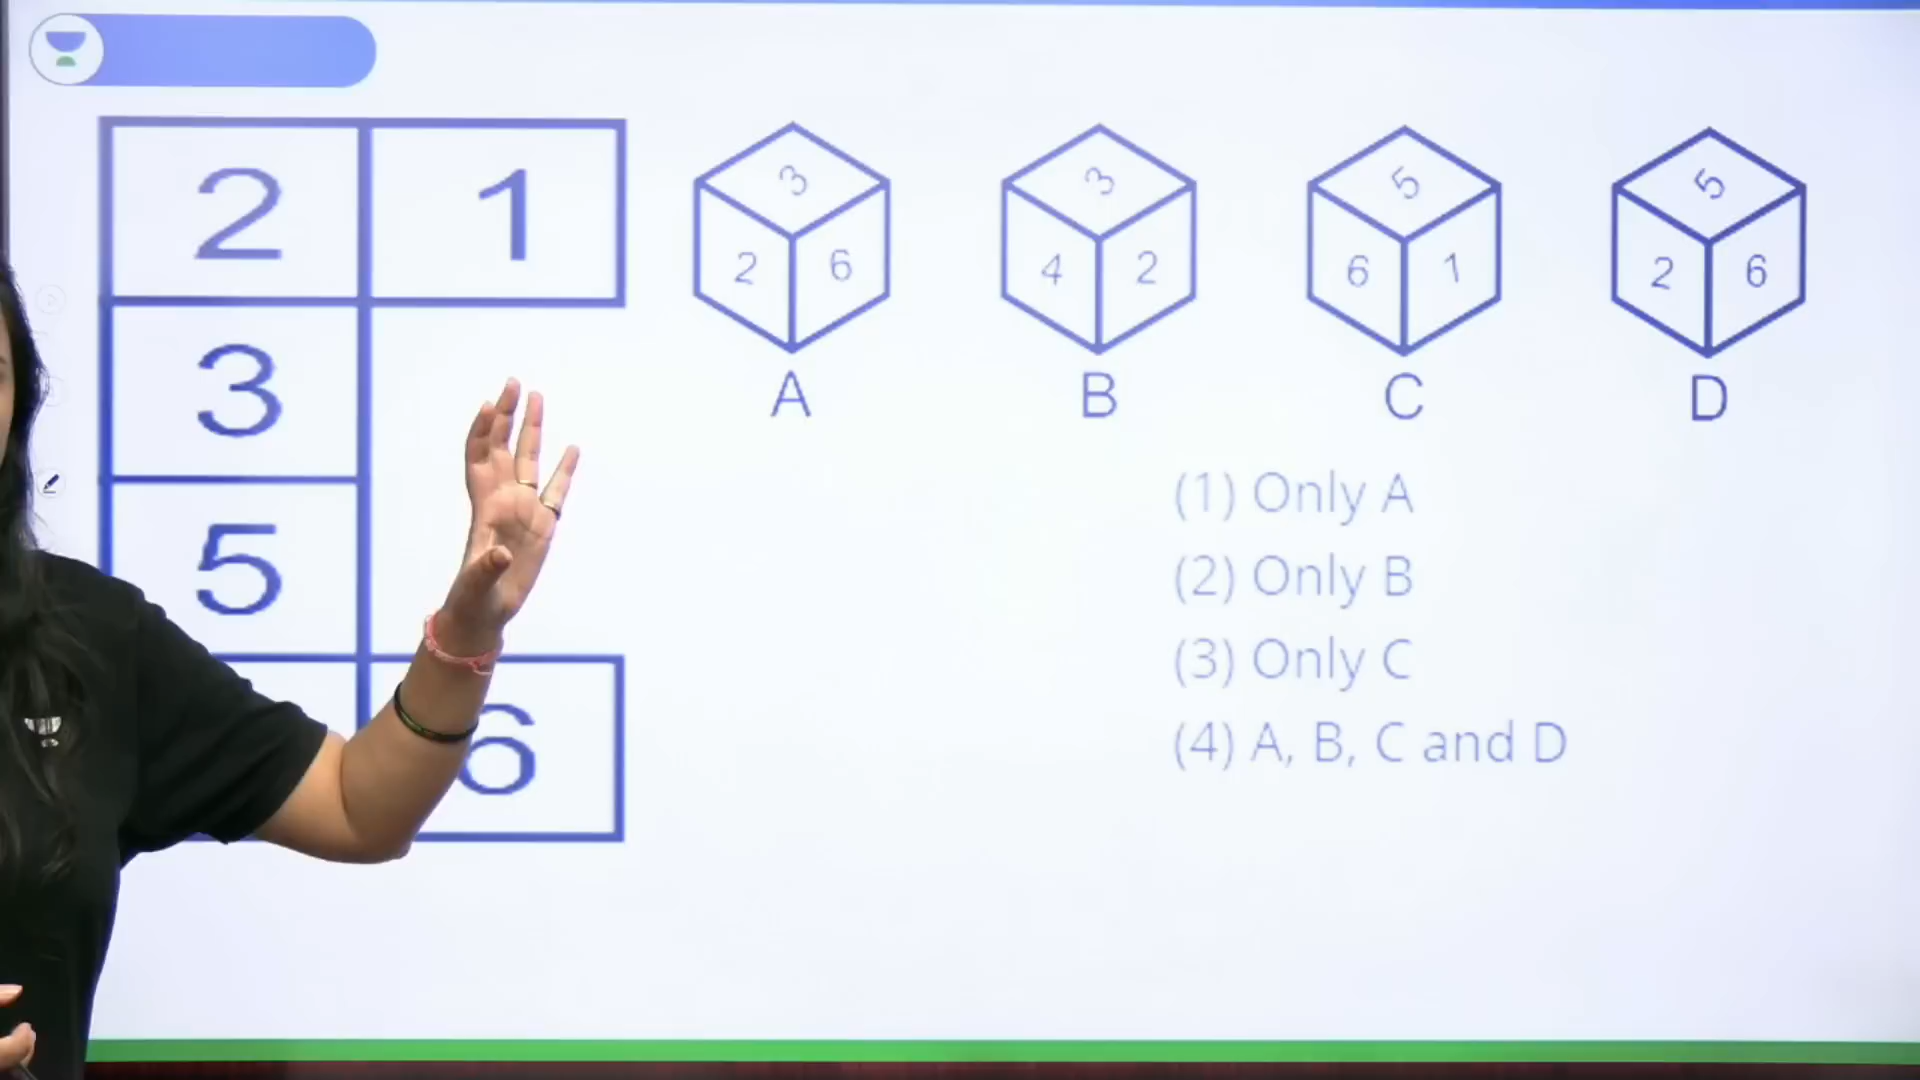 2 1
3
5
6
3
2 6
A
3
4 2
B
5
6 1
C
5
2 6
D
(1) Only A
(2) Only B
(3) Only C
(4) A, B, C and D